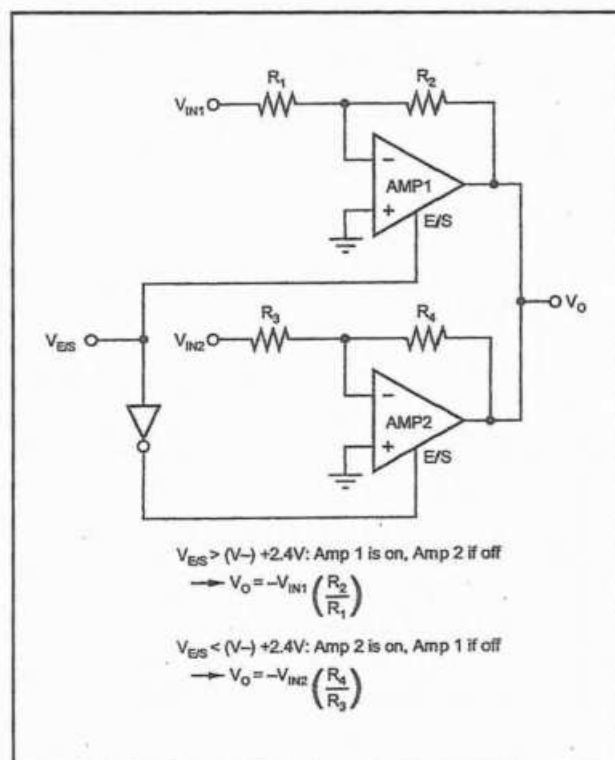 R1 R2
VIN1
−
AMP1
+
E/S
R3 R4
VE/S VIN2 VO
−
AMP2
+
E/S
VE/S > (V–) +2.4V: Amp 1 is on, Amp 2 if off
→ VO = –VIN1 (R2/R1)
VE/S < (V–) +2.4V: Amp 2 is on, Amp 1 if off
→ VO = –VIN2 (R4/R3)